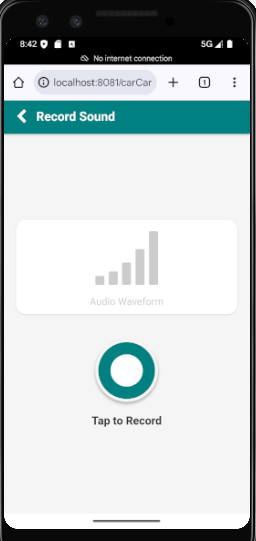 8:42
5G
No internet connection
localhost:8081/carCar
1
Record Sound
Audio Waveform
Tap to Record